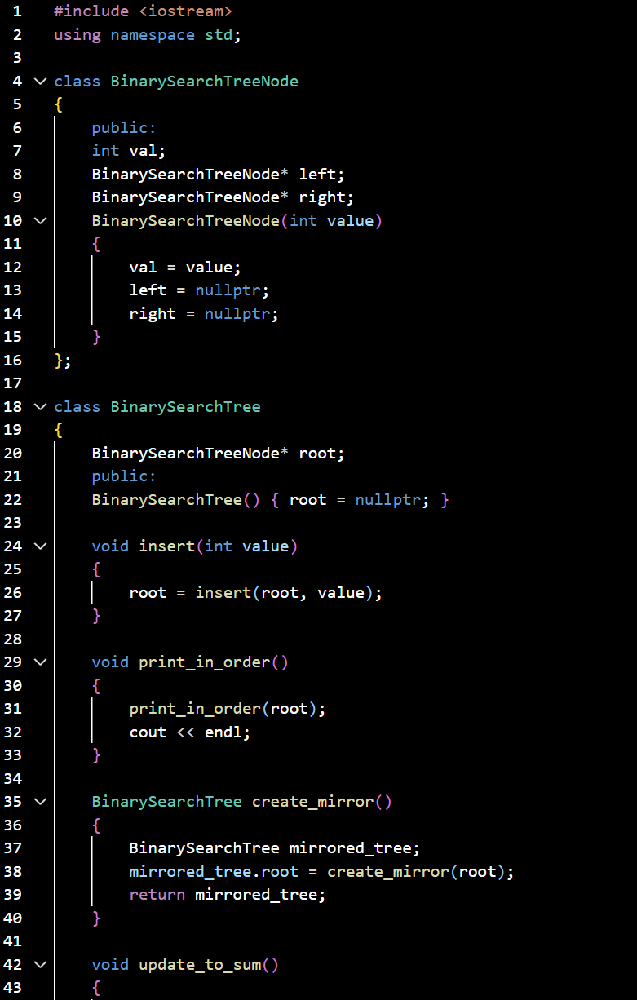 1 #include <iostream>
2 using namespace std;
3
4 class BinarySearchTreeNode
5 {
6     public:
7     int val;
8     BinarySearchTreeNode* left;
9     BinarySearchTreeNode* right;
10     BinarySearchTreeNode(int value)
11     {
12         val = value;
13         left = nullptr;
14         right = nullptr;
15     }
16 };
17
18 class BinarySearchTree
19 {
20     BinarySearchTreeNode* root;
21     public:
22     BinarySearchTree() { root = nullptr; }
23
24     void insert(int value)
25     {
26         root = insert(root, value);
27     }
28
29     void print_in_order()
30     {
31         print_in_order(root);
32         cout << endl;
33     }
34
35     BinarySearchTree create_mirror()
36     {
37         BinarySearchTree mirrored_tree;
38         mirrored_tree.root = create_mirror(root);
39         return mirrored_tree;
40     }
41
42     void update_to_sum()
43     {